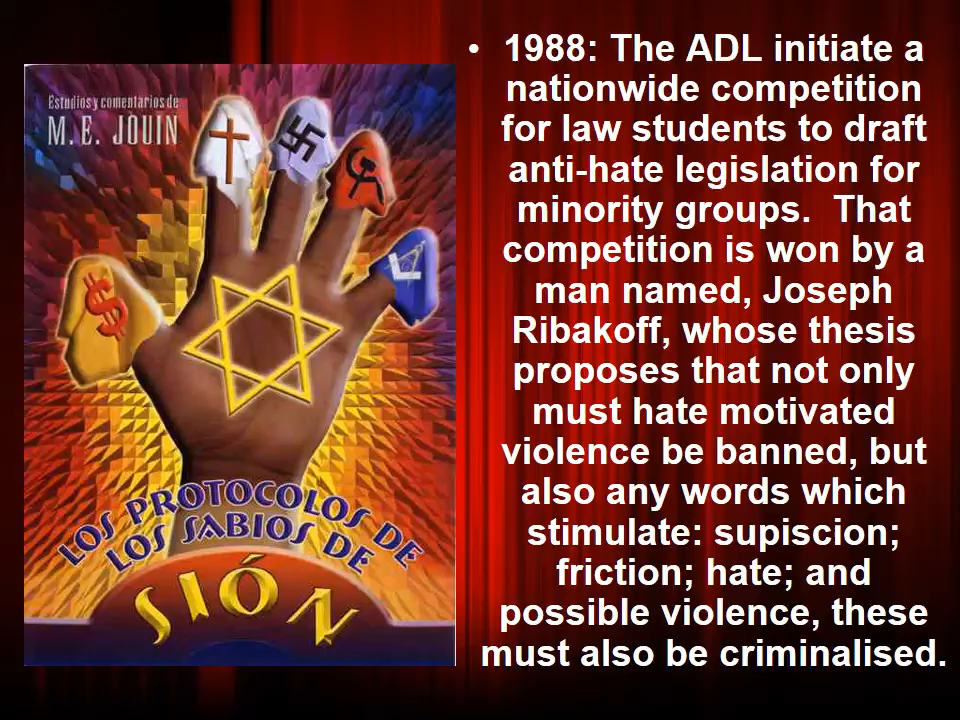 Estudios y comentarios de
M. E. JOUIN
LOS PROTOCOLOS DE
LOS SABIOS DE
SIÓN
• 1988: The ADL initiate a
nationwide competition
for law students to draft
anti-hate legislation for
minority groups. That
competition is won by a
man named, Joseph
Ribakoff, whose thesis
proposes that not only
must hate motivated
violence be banned, but
also any words which
stimulate: supiscion;
friction; hate; and
possible violence, these
must also be criminalised.